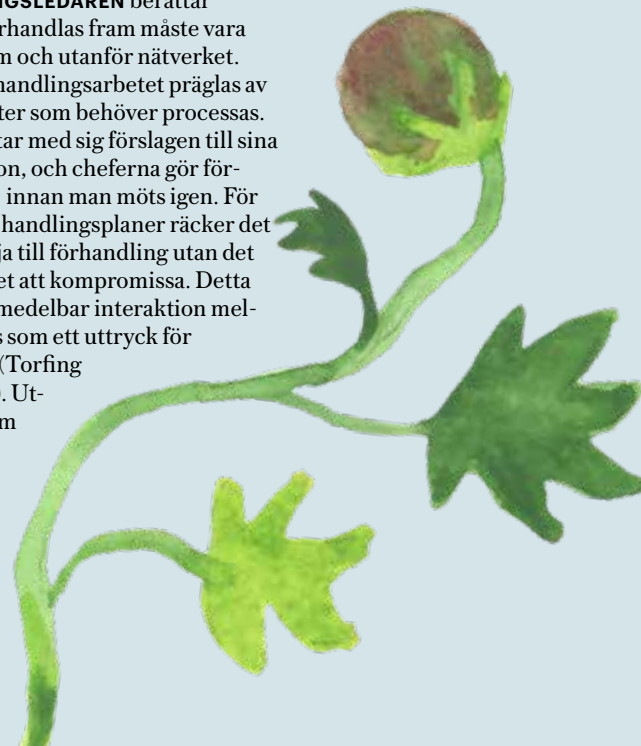 NGSLEDAREN berättar
rhandlas fram måste vara
m och utanför nätverket.
handlingsarbetet präglas av
ter som behöver processas.
tar med sig förslagen till sina
on, och cheferna gör för-
innan man möts igen. För
handlingsplaner räcker det
ja till förhandling utan det
et att kompromissa. Detta
medelbar interaktion mel-
s som ett uttryck för
(Torfing
. Ut-
m